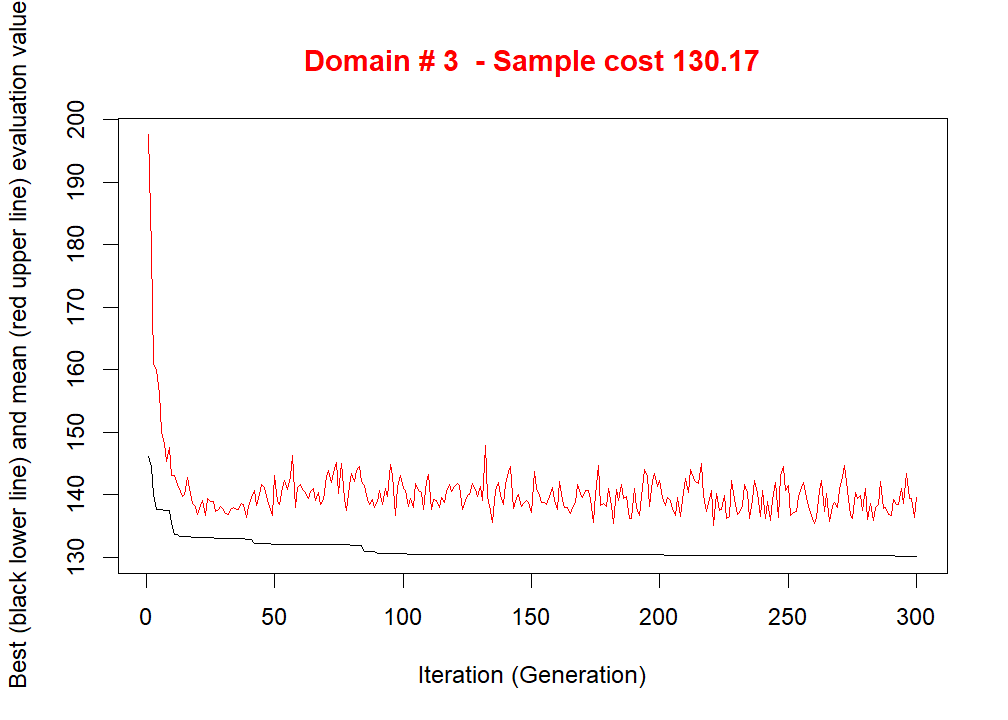 Domain # 3  - Sample cost 130.17
Best (black lower line) and mean (red upper line) evaluation value
200
190
180
170
160
150
140
130
0 50 100 150 200 250 300
Iteration (Generation)